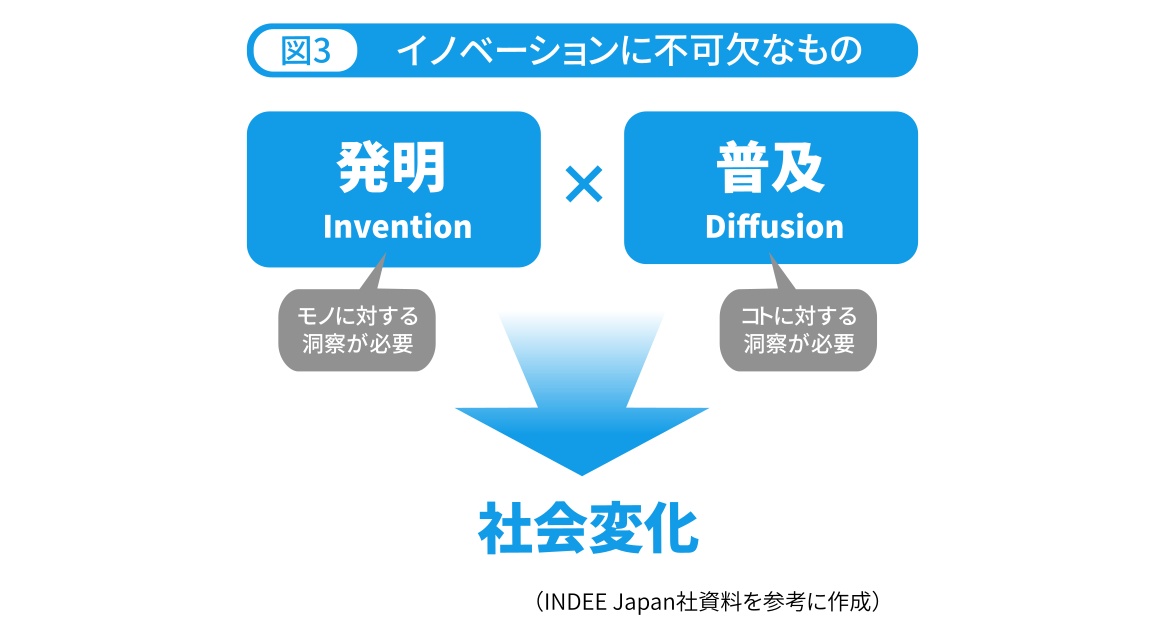 図3 イノベーションに不可欠なもの
発明
Invention
×
普及
Diffusion
モノに対する
洞察が必要
コトに対する
洞察が必要
社会変化
（INDEE Japan社資料を参考に作成）